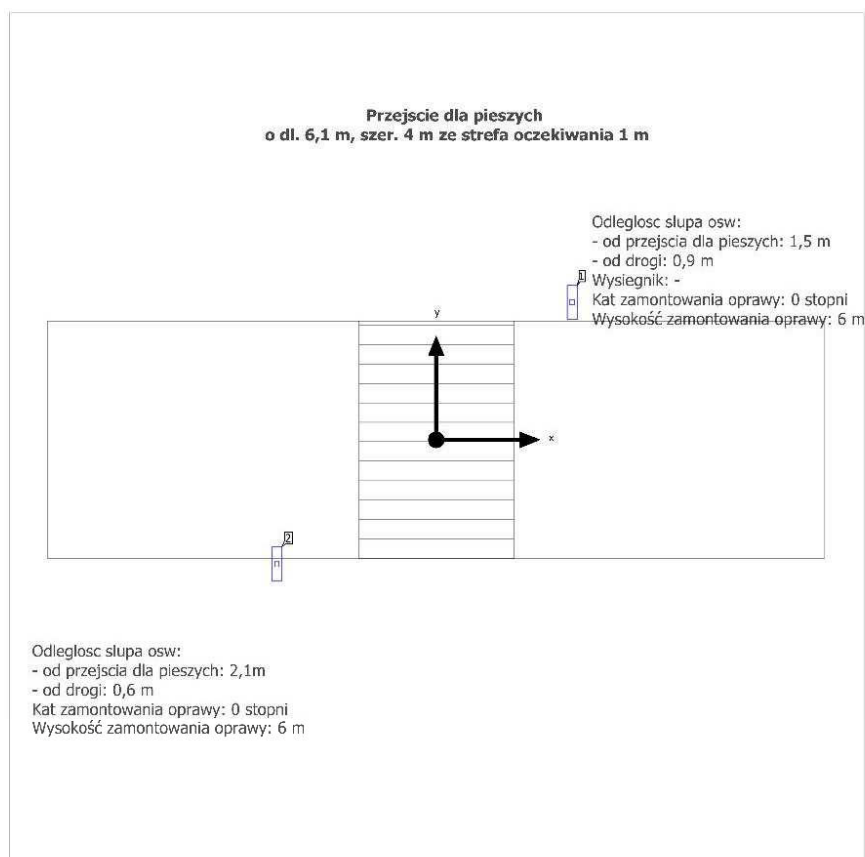 Przejscie dla pieszych
o dl. 6,1 m, szer. 4 m ze strefa oczekiwania 1 m
Odleglosc slupa osw:
- od przejscia dla pieszych: 1,5 m
- od drogi: 0,9 m
Wysiegnik: -
Kat zamontowania oprawy: 0 stopni
Wysokość zamontowania oprawy: 6 m
1
y
x
2
Odleglosc slupa osw:
- od przejscia dla pieszych: 2,1m
- od drogi: 0,6 m
Kat zamontowania oprawy: 0 stopni
Wysokość zamontowania oprawy: 6 m